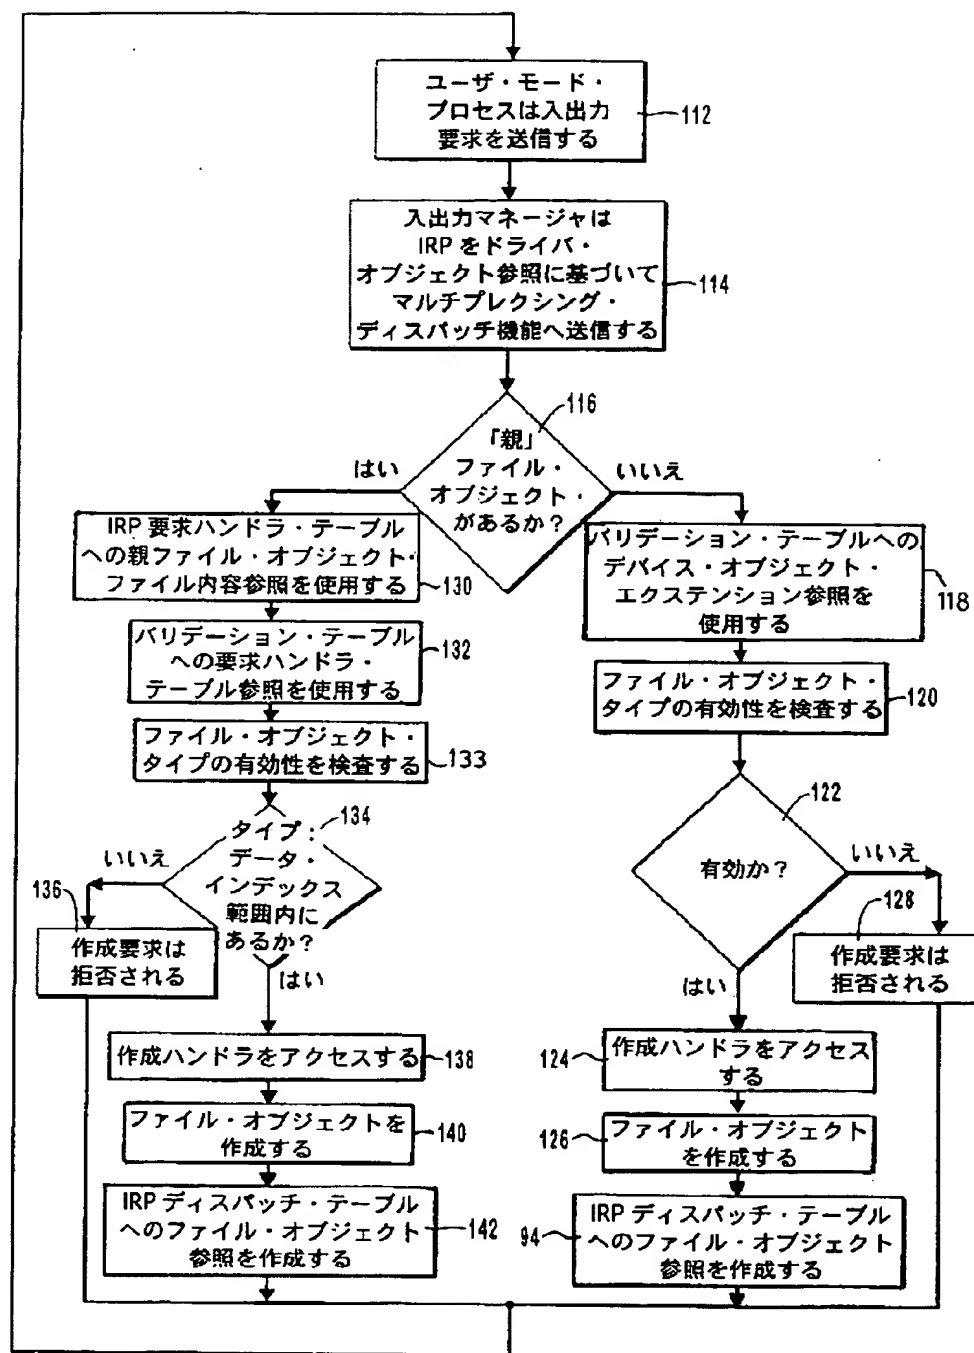 ユーザ・モード・
プロセスは入出力
要求を送信する
112
入出力マネージャは
IRPをドライバ・
オブジェクト参照に基づいて
マルチプレクシング・
ディスパッチ機能へ送信する
114
116
「親」
ファイル・
オブジェクト・
があるか?
はい
いいえ
IRP要求ハンドラ・テーブル
への親ファイル・オブジェクト・
ファイル内容参照を使用する
130
バリデーション・テーブル
への要求ハンドラ・
テーブル参照を使用する
132
ファイル・オブジェクト・
タイプの有効性を検査する
133
134
タイプ:
データ・
インデックス
範囲内に
あるか?
いいえ
はい
136
作成要求は
拒否される
作成ハンドラをアクセスする
138
ファイル・オブジェクトを
作成する
140
IRPディスパッチ・テーブル
へのファイル・オブジェクト
参照を作成する
142
バリデーション・テーブルへの
デバイス・オブジェクト・
エクステンション参照を
使用する
118
ファイル・オブジェクト・
タイプの有効性を検査する
120
122
有効か?
いいえ
はい
128
作成要求は
拒否される
124
作成ハンドラをアクセス
する
126
ファイル・オブジェクト
を作成する
94
IRPディスパッチ・テーブル
へのファイル・オブジェクト
参照を作成する